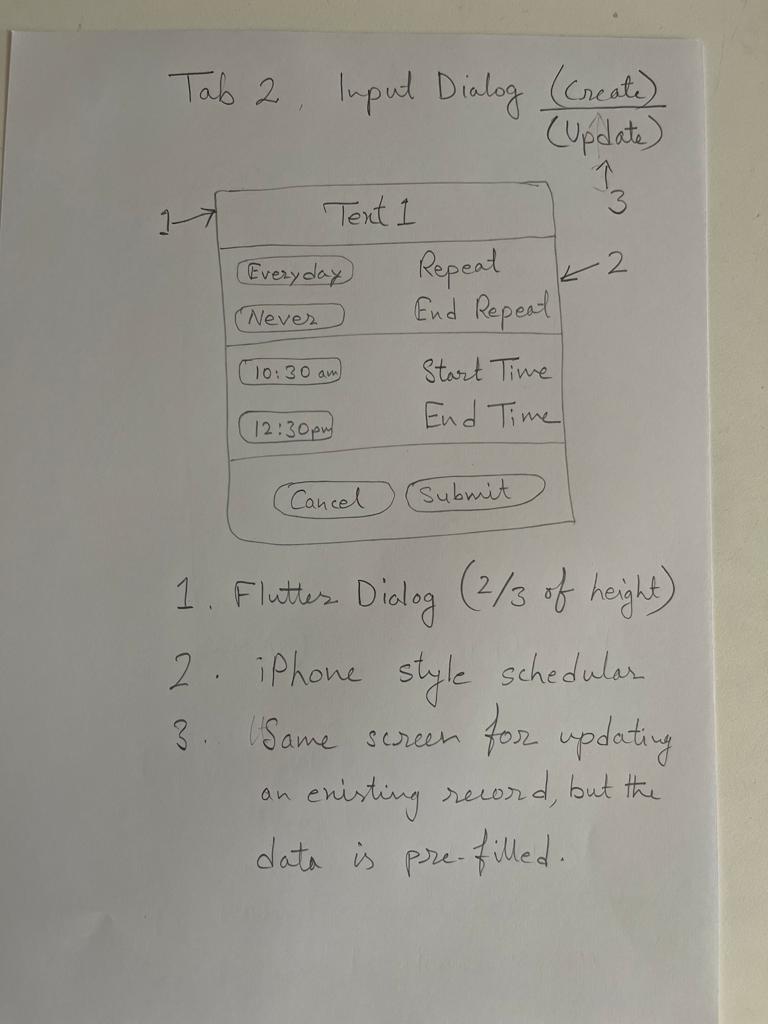 Tab 2, Input Dialog (Create)
(Update)
3
1
Text 1
2
Everyday Repeat
Never End Repeat
10:30 am Start Time
12:30pm End Time
Cancel Submit
1. Flutter Dialog (2/3 of height)
2. iPhone style schedular
3. Same screen for updating
an existing record, but the
data is pre-filled.